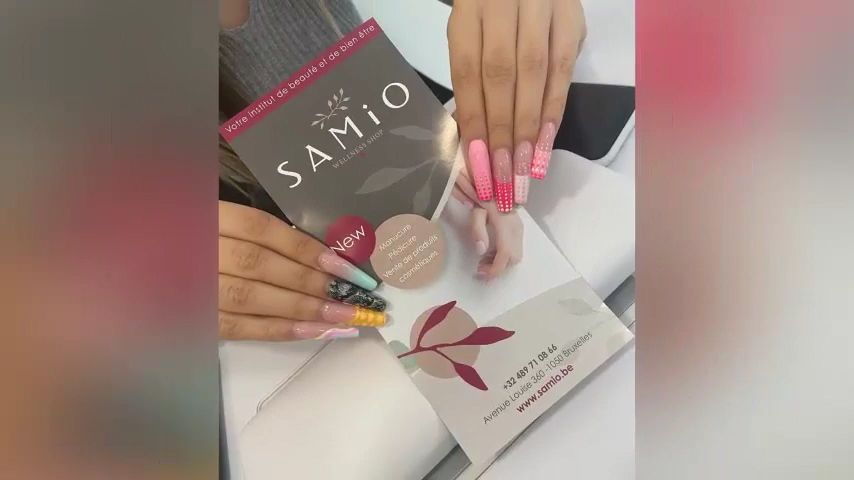 Votre institut de beauté et de bien être
SAMiO
WELLNESS SHOP
New
Manucure
Pédicure
Vente de produits
cosmétiques
+32 489 71 08 66
Avenue Louise 360 -1050 Bruxelles
www.samio.be